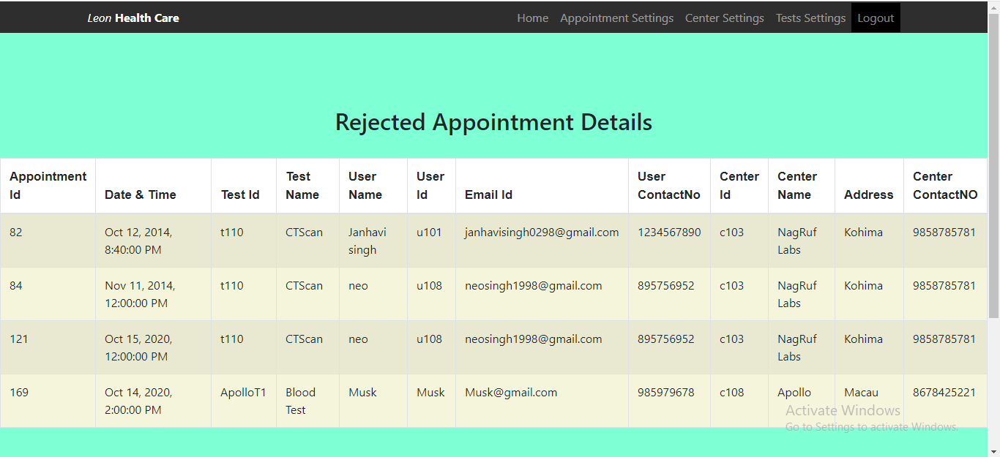 Leon Health Care Home Appointment Settings Center Settings Tests Settings Logout
Rejected Appointment Details
Appointment Id Date & Time Test Id Test Name User Name User Id Email Id User ContactNo Center Id Center Name Address Center ContactNO
82 Oct 12, 2014, 8:40:00 PM t110 CTScan Janhavi singh u101 janhavisingh0298@gmail.com 1234567890 c103 NagRuf Labs Kohima 9858785781
84 Nov 11, 2014, 12:00:00 PM t110 CTScan neo u108 neosingh1998@gmail.com 895756952 c103 NagRuf Labs Kohima 9858785781
121 Oct 15, 2020, 12:00:00 PM t110 CTScan neo u108 neosingh1998@gmail.com 895756952 c103 NagRuf Labs Kohima 9858785781
169 Oct 14, 2020, 2:00:00 PM ApolloT1 Blood Test Musk Musk Musk@gmail.com 985979678 c108 Apollo Macau 8678425221
Activate Windows
Go to Settings to activate Windows.